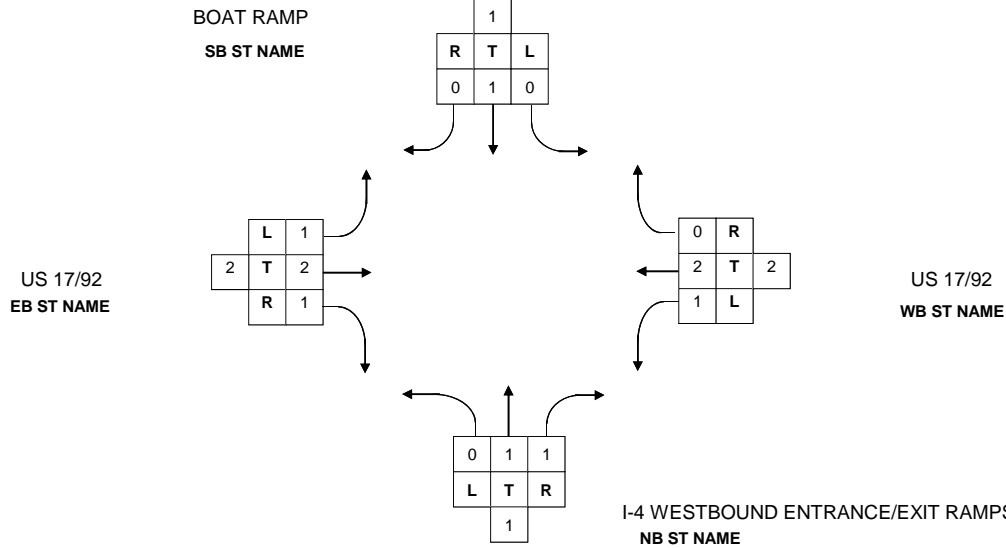 BOAT RAMP
SB ST NAME
1
R T L
0 1 0
US 17/92
EB ST NAME
L 1
2 T 2
R 1
0 R
2 T 2
1 L
US 17/92
WB ST NAME
0 1 1
L T R
1
I-4 WESTBOUND ENTRANCE/EXIT RAMPS
NB ST NAME